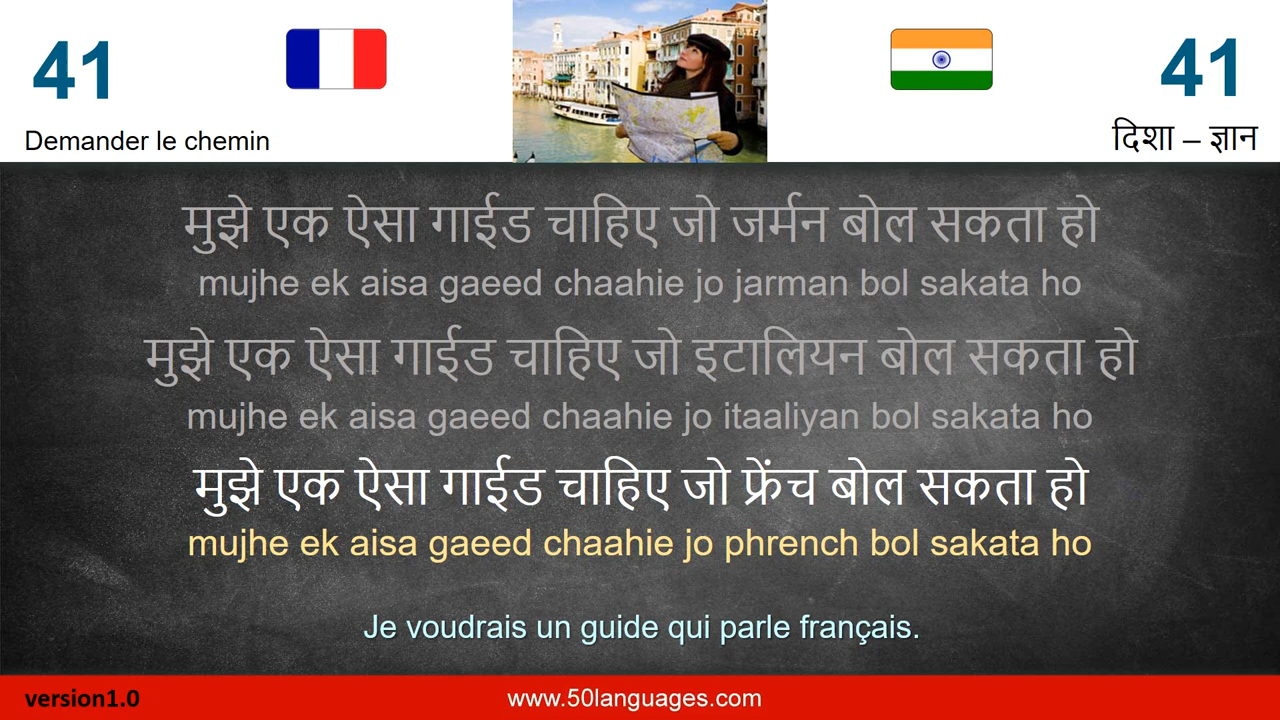 41
41
Demander le chemin
दिशा – ज्ञान
मुझे एक ऐसा गाईड चाहिए जो जर्मन बोल सकता हो
mujhe ek aisa gaeed chaahie jo jarman bol sakata ho
मुझे एक ऐसा गाईड चाहिए जो इटालियन बोल सकता हो
mujhe ek aisa gaeed chaahie jo itaaliyan bol sakata ho
मुझे एक ऐसा गाईड चाहिए जो फ्रेंच बोल सकता हो
mujhe ek aisa gaeed chaahie jo phrench bol sakata ho
Je voudrais un guide qui parle français.
version1.0
www.50languages.com